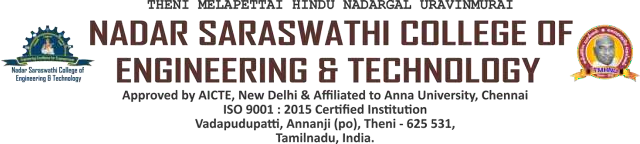 THENI MELAPETTAI HINDU NADARGAL URAVINMURAI
NADAR SARASWATHI COLLEGE OF
ENGINEERING & TECHNOLOGY
Nadar Saraswathi College of
Engineering & Technology
Approved by AICTE, New Delhi & Affiliated to Anna University, Chennai
ISO 9001 : 2015 Certified Institution
Vadapudupatti, Annanji (po), Theni - 625 531,
Tamilnadu, India.
TMHNU